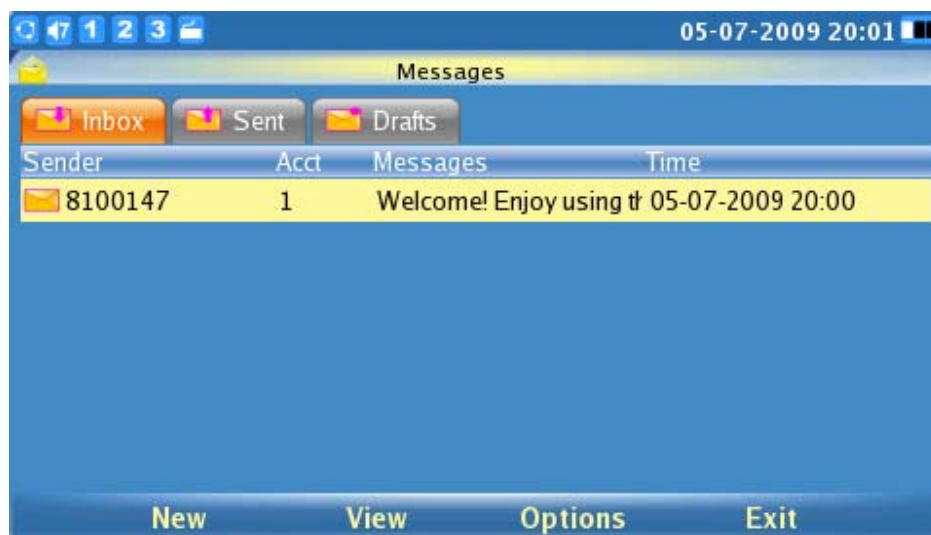 47 1 2 3 05-07-2009 20:01
Messages
Inbox Sent Drafts
Sender Acct Messages Time
8100147 1 Welcome! Enjoy using 05-07-2009 20:00
New View Options Exit